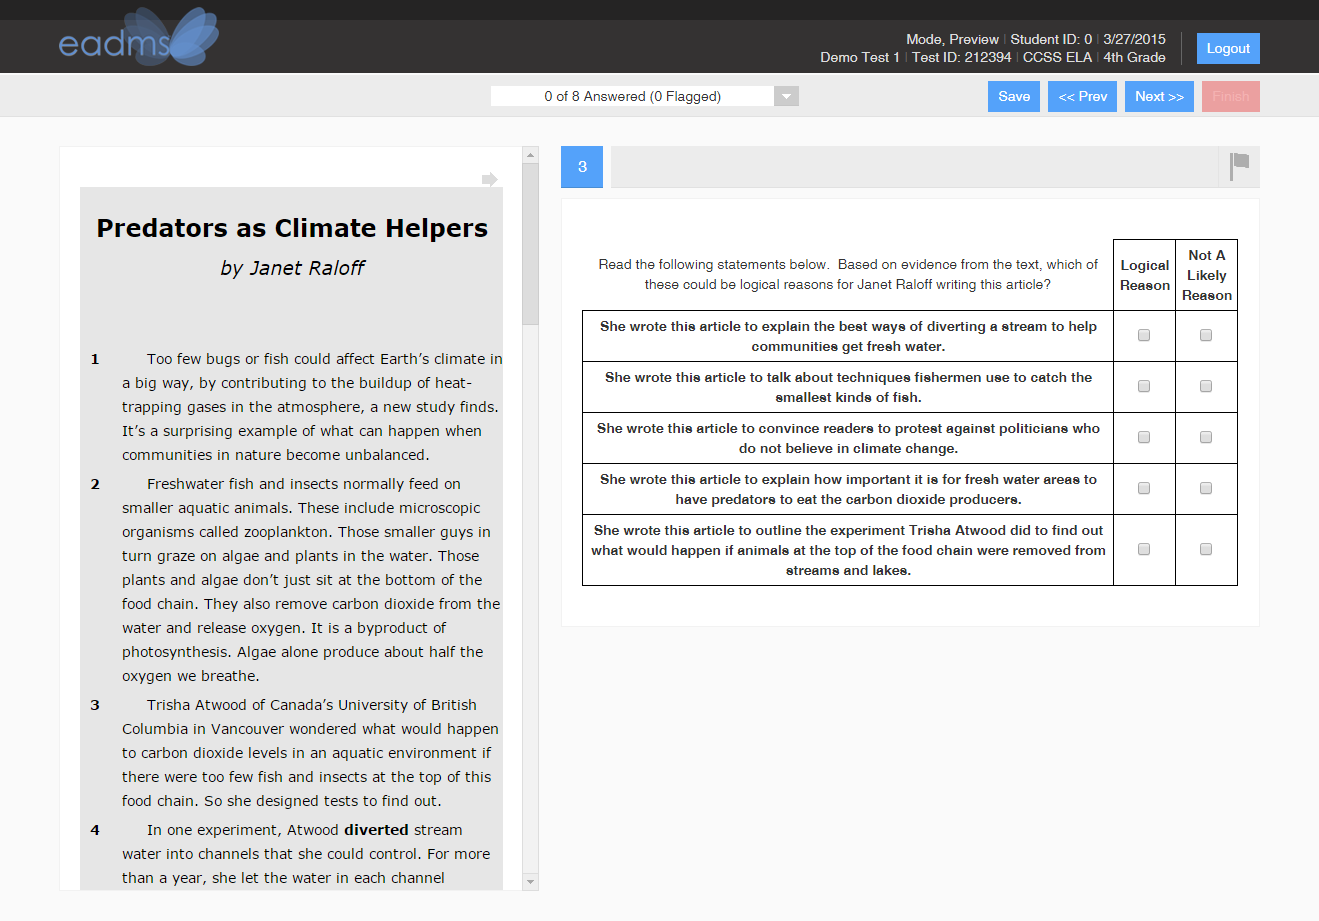 eadms
Mode, Preview | Student ID: 0 | 3/27/2015
Demo Test 1 | Test ID: 212394 | CCSS ELA | 4th Grade
Logout
0 of 8 Answered (0 Flagged)
Save
<< Prev
Next >>
Finish
Predators as Climate Helpers
by Janet Raloff
1 Too few bugs or fish could affect Earth's climate in
a big way, by contributing to the buildup of heat-
trapping gases in the atmosphere, a new study finds.
It's a surprising example of what can happen when
communities in nature become unbalanced.
2 Freshwater fish and insects normally feed on
smaller aquatic animals. These include microscopic
organisms called zooplankton. Those smaller guys in
turn graze on algae and plants in the water. Those
plants and algae don't just sit at the bottom of the
food chain. They also remove carbon dioxide from the
water and release oxygen. It is a byproduct of
photosynthesis. Algae alone produce about half the
oxygen we breathe.
3 Trisha Atwood of Canada's University of British
Columbia in Vancouver wondered what would happen
to carbon dioxide levels in an aquatic environment if
there were too few fish and insects at the top of this
food chain. So she designed tests to find out.
4 In one experiment, Atwood diverted stream
water into channels that she could control. For more
than a year, she let the water in each channel
3
Read the following statements below. Based on evidence from the text, which of
these could be logical reasons for Janet Raloff writing this article?
Logical
Reason
Not A
Likely
Reason
She wrote this article to explain the best ways of diverting a stream to help
communities get fresh water.
She wrote this article to talk about techniques fishermen use to catch the
smallest kinds of fish.
She wrote this article to convince readers to protest against politicians who
do not believe in climate change.
She wrote this article to explain how important it is for fresh water areas to
have predators to eat the carbon dioxide producers.
She wrote this article to outline the experiment Trisha Atwood did to find out
what would happen if animals at the top of the food chain were removed from
streams and lakes.